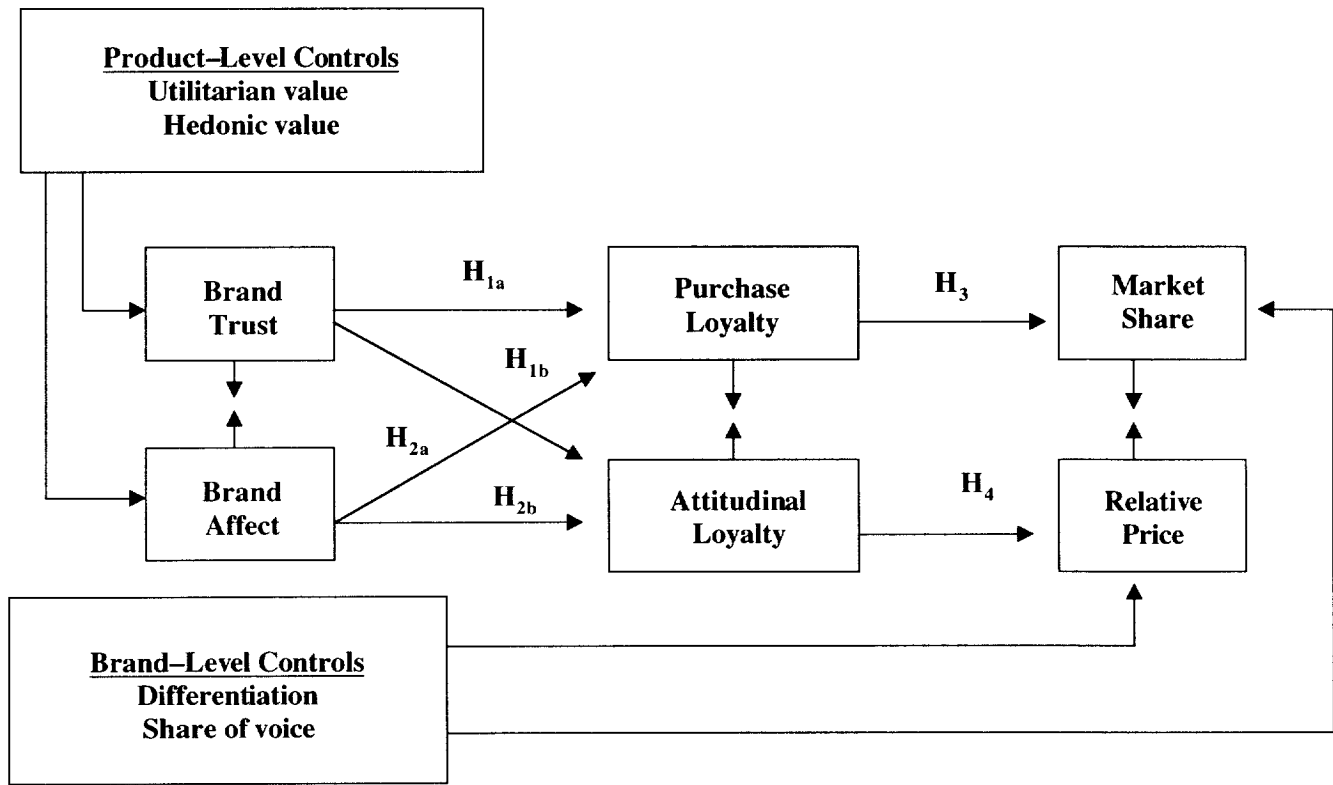 Product–Level Controls
Utilitarian value
Hedonic value
Brand
Trust
H1a
Purchase
Loyalty
H3
Market
Share
H1b
H2a
Brand
Affect
H2b
Attitudinal
Loyalty
H4
Relative
Price
Brand–Level Controls
Differentiation
Share of voice